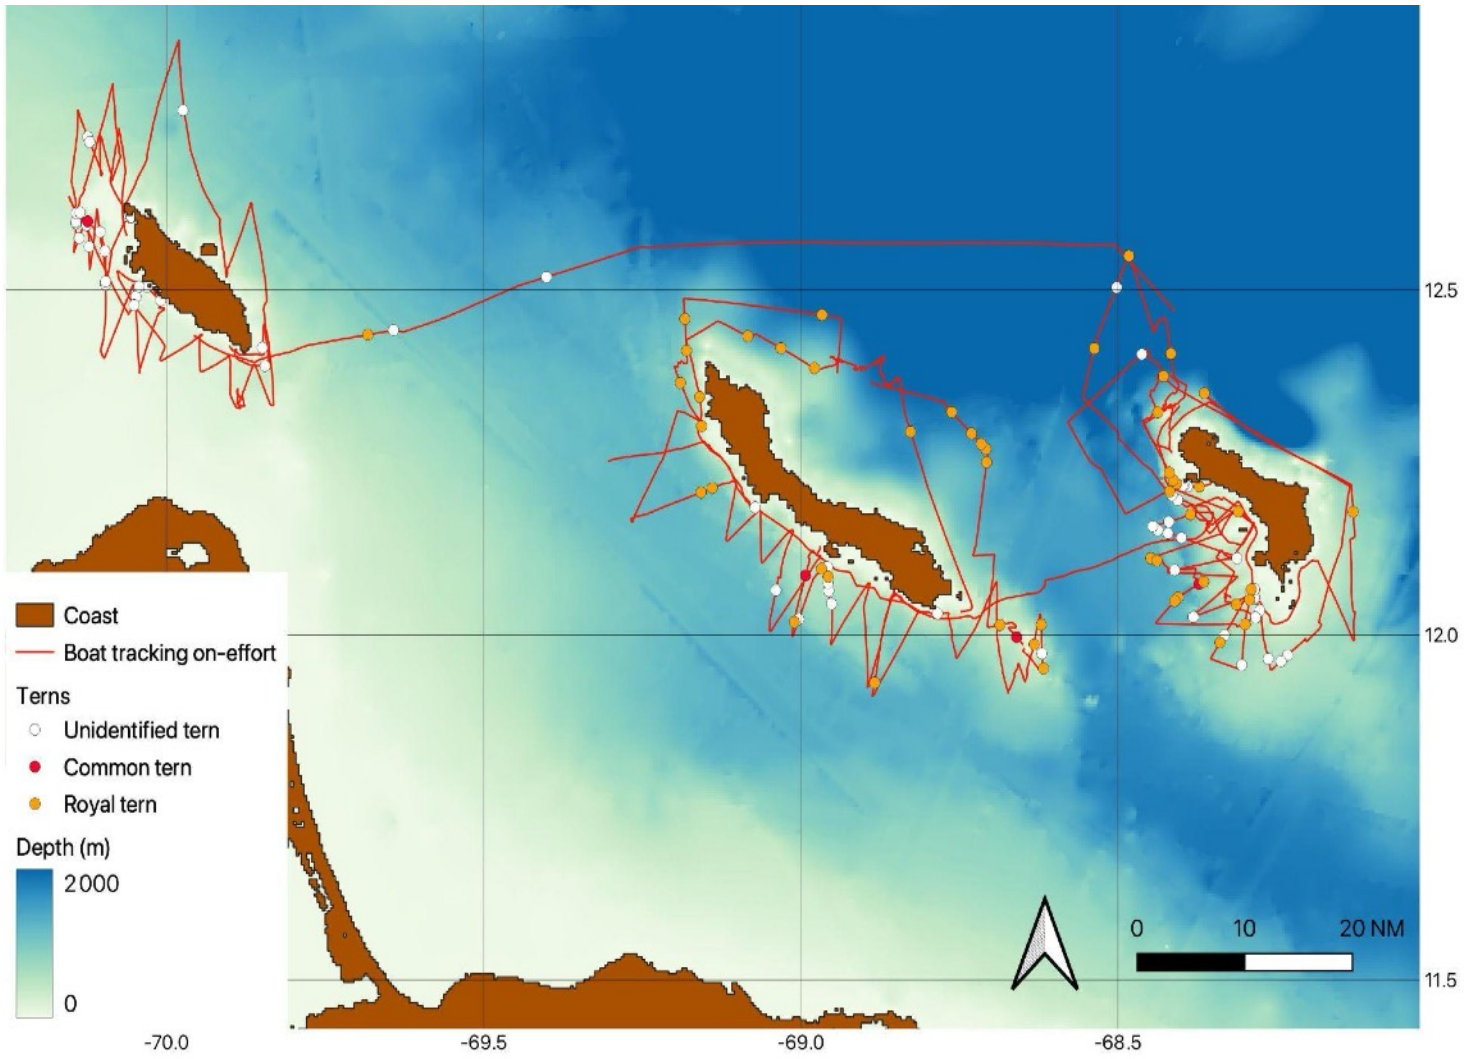 12.5
Coast
Boat tracking on-effort
12.0
Terns
Unidentified tern
Common tern
Royal tern
Depth (m)
2000
0 10 20 NM
11.5
0
-70.0 -69.5 -69.0 -68.5